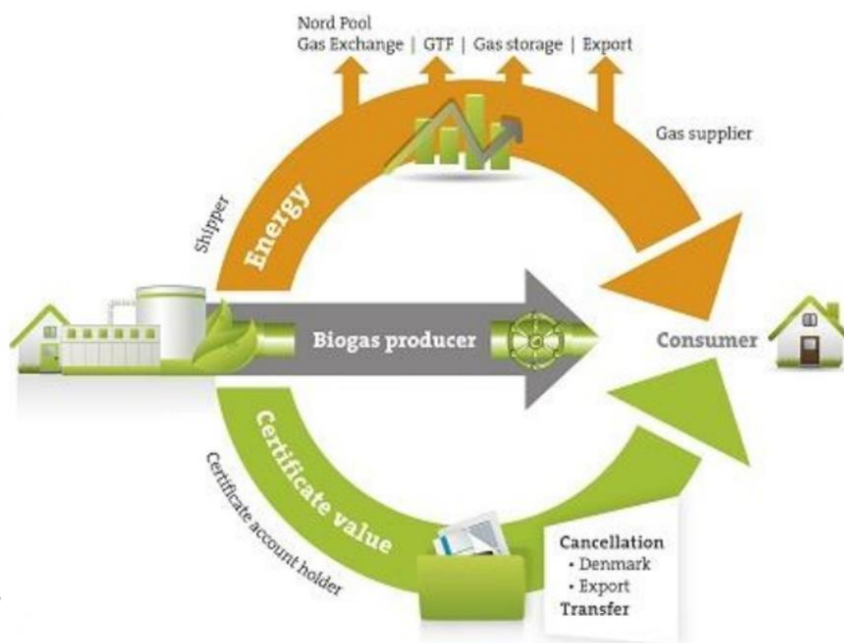 Nord Pool
Gas Exchange | GTF | Gas storage | Export
Gas supplier
Shipper
Energy
Biogas producer
Consumer
Certificate value
Certificate account holder
Cancellation
• Denmark
• Export
Transfer